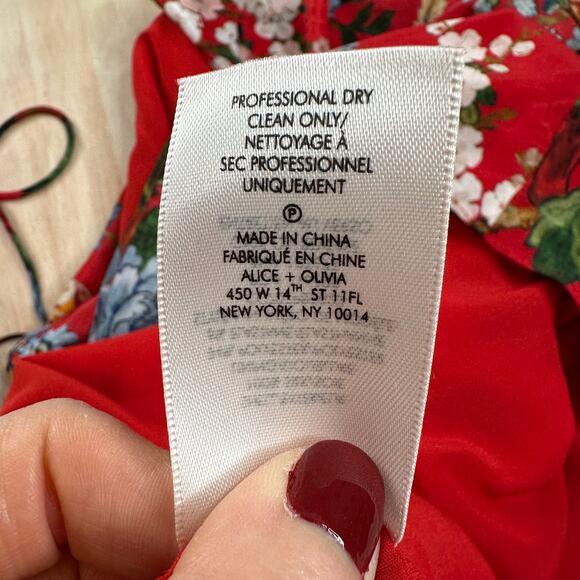 PROFESSIONAL DRY
CLEAN ONLY/
NETTOYAGE À
SEC PROFESSIONNEL
UNIQUEMENT
Ⓟ
MADE IN CHINA
FABRIQUÉ EN CHINE
ALICE + OLIVIA
450 W 14TH ST 11FL
NEW YORK, NY 10014